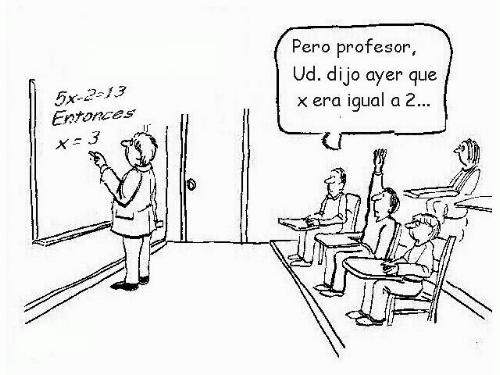 5x-2=13
Entonces
x = 3
Pero profesor,
Ud. dijo ayer que
x era igual a 2...